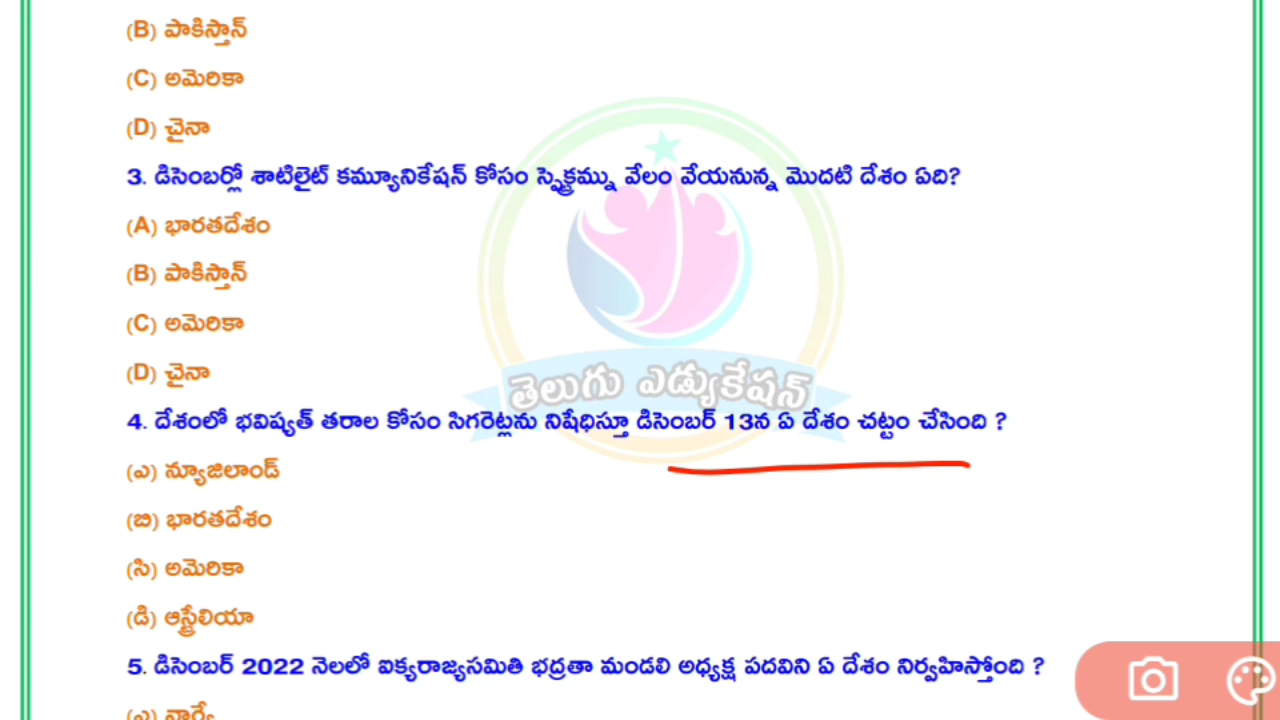 (B) పాకిస్తాన్
(C) అమెరికా
(D) చైనా
3. డిసెంబర్లో శాటిలైట్ కమ్యూనికేషన్ కోసం స్పెక్ట్రమ్ను వేలం వేయనున్న మొదటి దేశం ఏది?
(A) భారతదేశం
(B) పాకిస్తాన్
(C) అమెరికా
(D) చైనా
తెలుగు ఎడ్యుకేషన్
4. దేశంలో భవిష్యత్ తరాల కోసం సిగరెట్లను నిషేధిస్తూ డిసెంబర్ 13న ఏ దేశం చట్టం చేసింది ?
(ఎ) న్యూజిలాండ్
(బి) భారతదేశం
(సి) అమెరికా
(డి) ఆస్ట్రేలియా
5. డిసెంబర్ 2022 నెలలో ఐక్యరాజ్యసమితి భద్రతా మండలి అధ్యక్ష పదవిని ఏ దేశం నిర్వహిస్తోంది ?
(ఎ) నార్వే